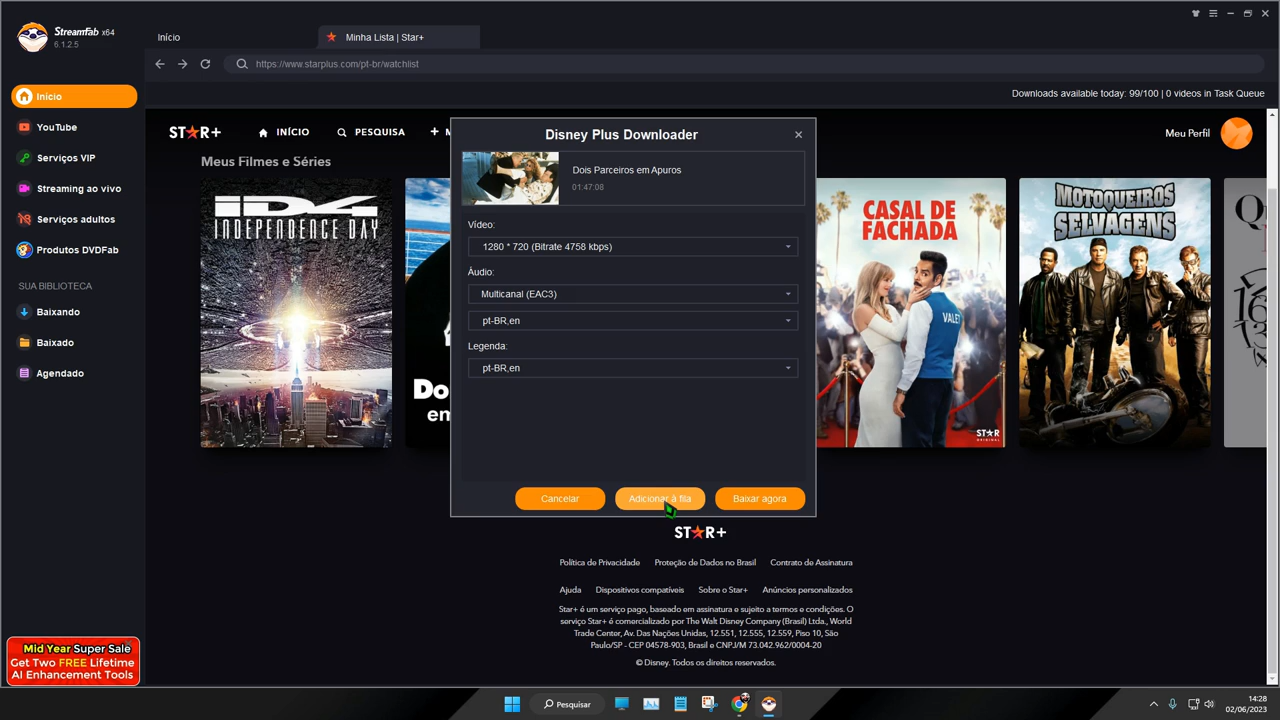 StreamFab x64
6.1.2.5
Início
Minha Lista | Star+
https://www.starplus.com/pt-br/watchlist
Início
YouTube
Serviços VIP
Streaming ao vivo
Serviços adultos
Produtos DVDFab
SUA BIBLIOTECA
Baixando
Baixado
Agendado
Mid Year Super Sale
Get Two FREE Lifetime
AI Enhancement Tools
Downloads available today: 99/100 | 0 videos in Task Queue
ST★R+
INÍCIO
PESQUISA
Meu Perfil
Meus Filmes e Séries
ID4
INDEPENDENCE DAY
Do
em
Disney Plus Downloader
Dois Parceiros em Apuros
01:47:08
Vídeo:
1280 * 720 (Bitrate 4758 kbps)
Áudio:
Multicanal (EAC3)
pt-BR,en
Legenda:
pt-BR,en
Cancelar
Adicionar à fila
Baixar agora
CASAL DE
FACHADA
VALET
ST★R
ORIGINAL
MOTOQUEIROS
SELVAGENS
ST★R+
Política de Privacidade
Proteção de Dados no Brasil
Contrato de Assinatura
Ajuda
Dispositivos compatíveis
Sobre o Star+
Anúncios personalizados
Star+ é um serviço pago, baseado em assinatura e sujeito a termos e condições. O
serviço Star+ é comercializado por The Walt Disney Company (Brasil) Ltda., World
Trade Center, Av. Das Nações Unidas, 12.551, 12.555, 12.559, Piso 10, São
Paulo/SP - CEP 04578-903, Brasil e CNPJ/M 73.042.962/0004-20
© Disney. Todos os direitos reservados.
Pesquisar
14:28
02/06/2023